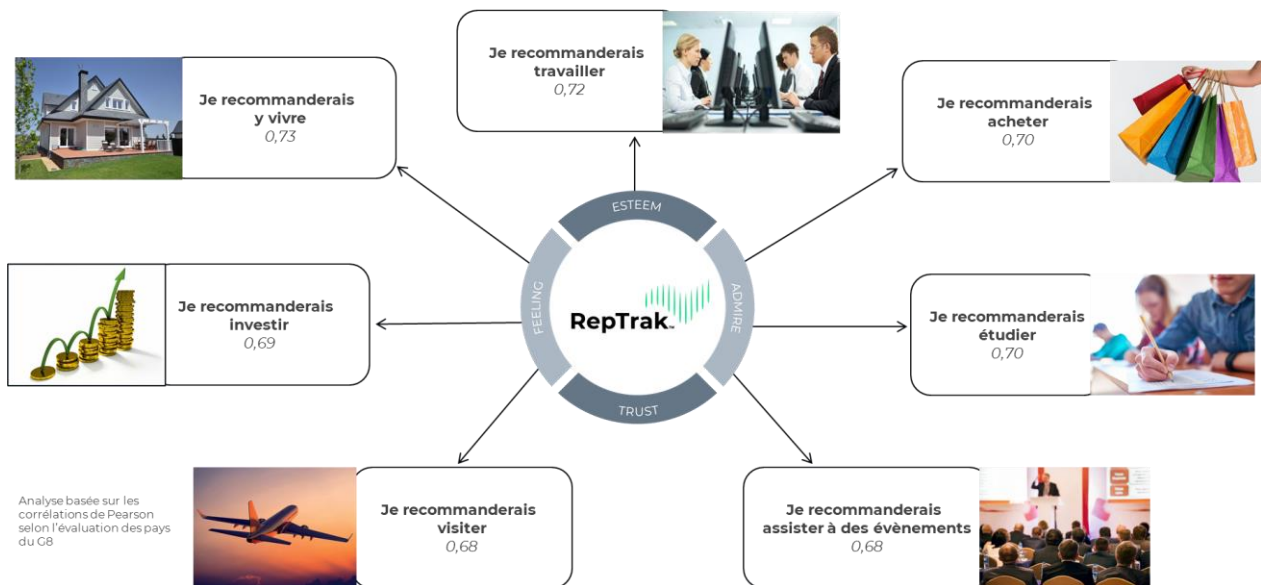 Je recommanderais
travailler
0,72
Je recommanderais
y vivre
0,73
Je recommanderais
acheter
0,70
ESTEEM
FEELING
ADMIRE
TRUST
RepTrak™
Je recommanderais
investir
0,69
Je recommanderais
étudier
0,70
Je recommanderais
visiter
0,68
Je recommanderais
assister à des évènements
0,68
Analyse basée sur les
corrélations de Pearson
selon l'évaluation des pays
du G8